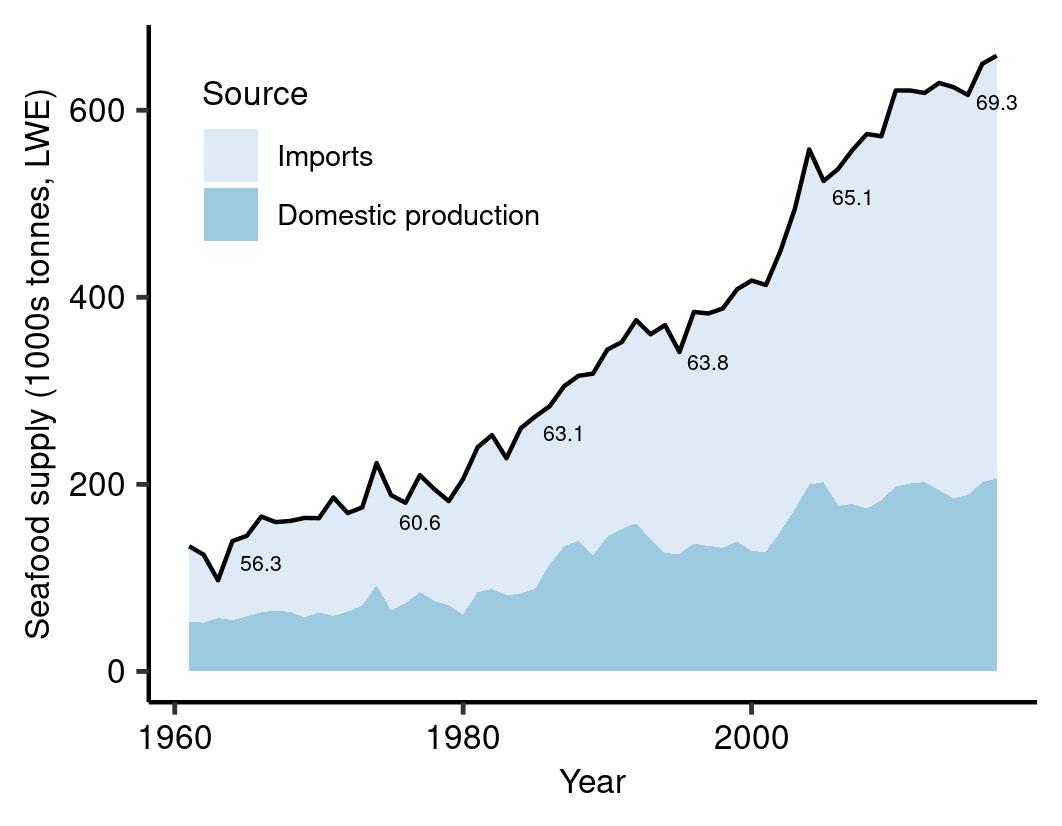 Seafood supply (1000s tonnes, LWE)
600
400
200
0
Source
Imports
Domestic production
56.3
60.6
63.1
63.8
65.1
69.3
1960
1980
2000
Year